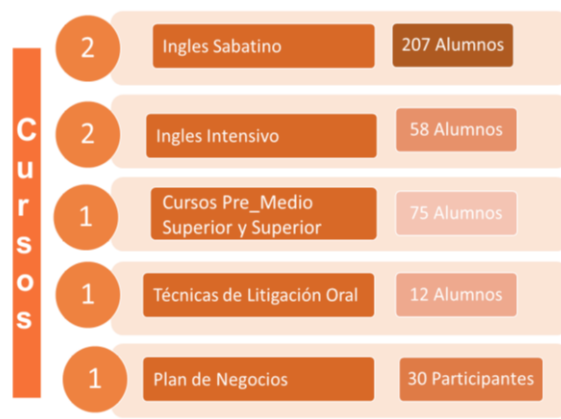 Cursos
2
Ingles Sabatino
207 Alumnos
2
Ingles Intensivo
58 Alumnos
1
Cursos Pre_Medio
Superior y Superior
75 Alumnos
1
Técnicas de Litigación Oral
12 Alumnos
1
Plan de Negocios
30 Participantes